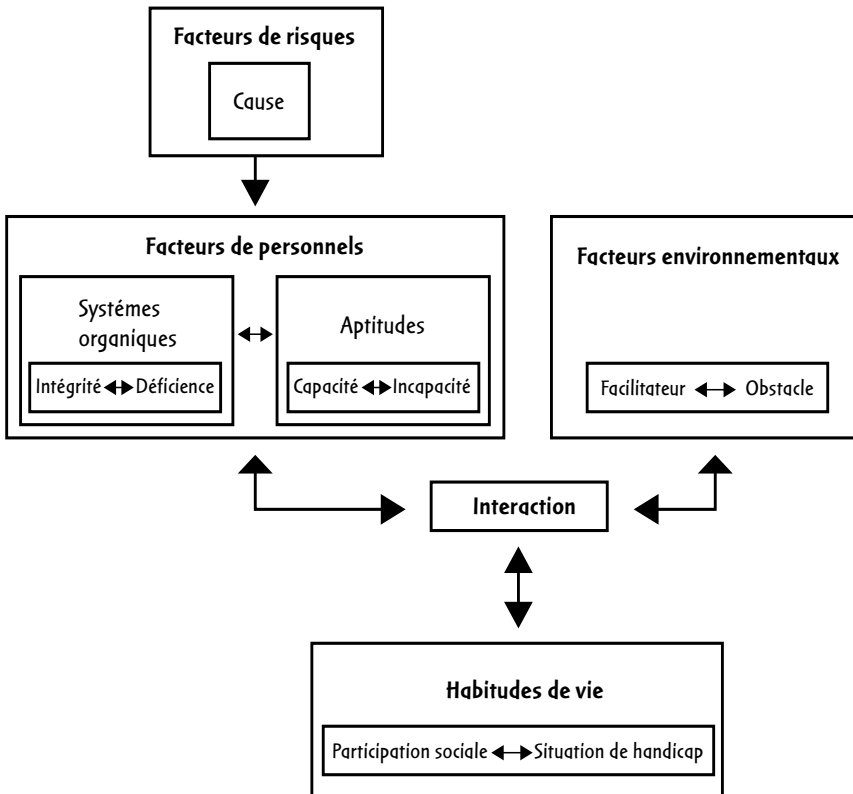 Facteurs de risques
Cause
Facteurs de personnels
Systémes
organiques
Intégrité
Déficience
Aptitudes
Capacité
Incapacité
Facteurs environnementaux
Facilitateur
Obstacle
Interaction
Habitudes de vie
Participation sociale
Situation de handicap